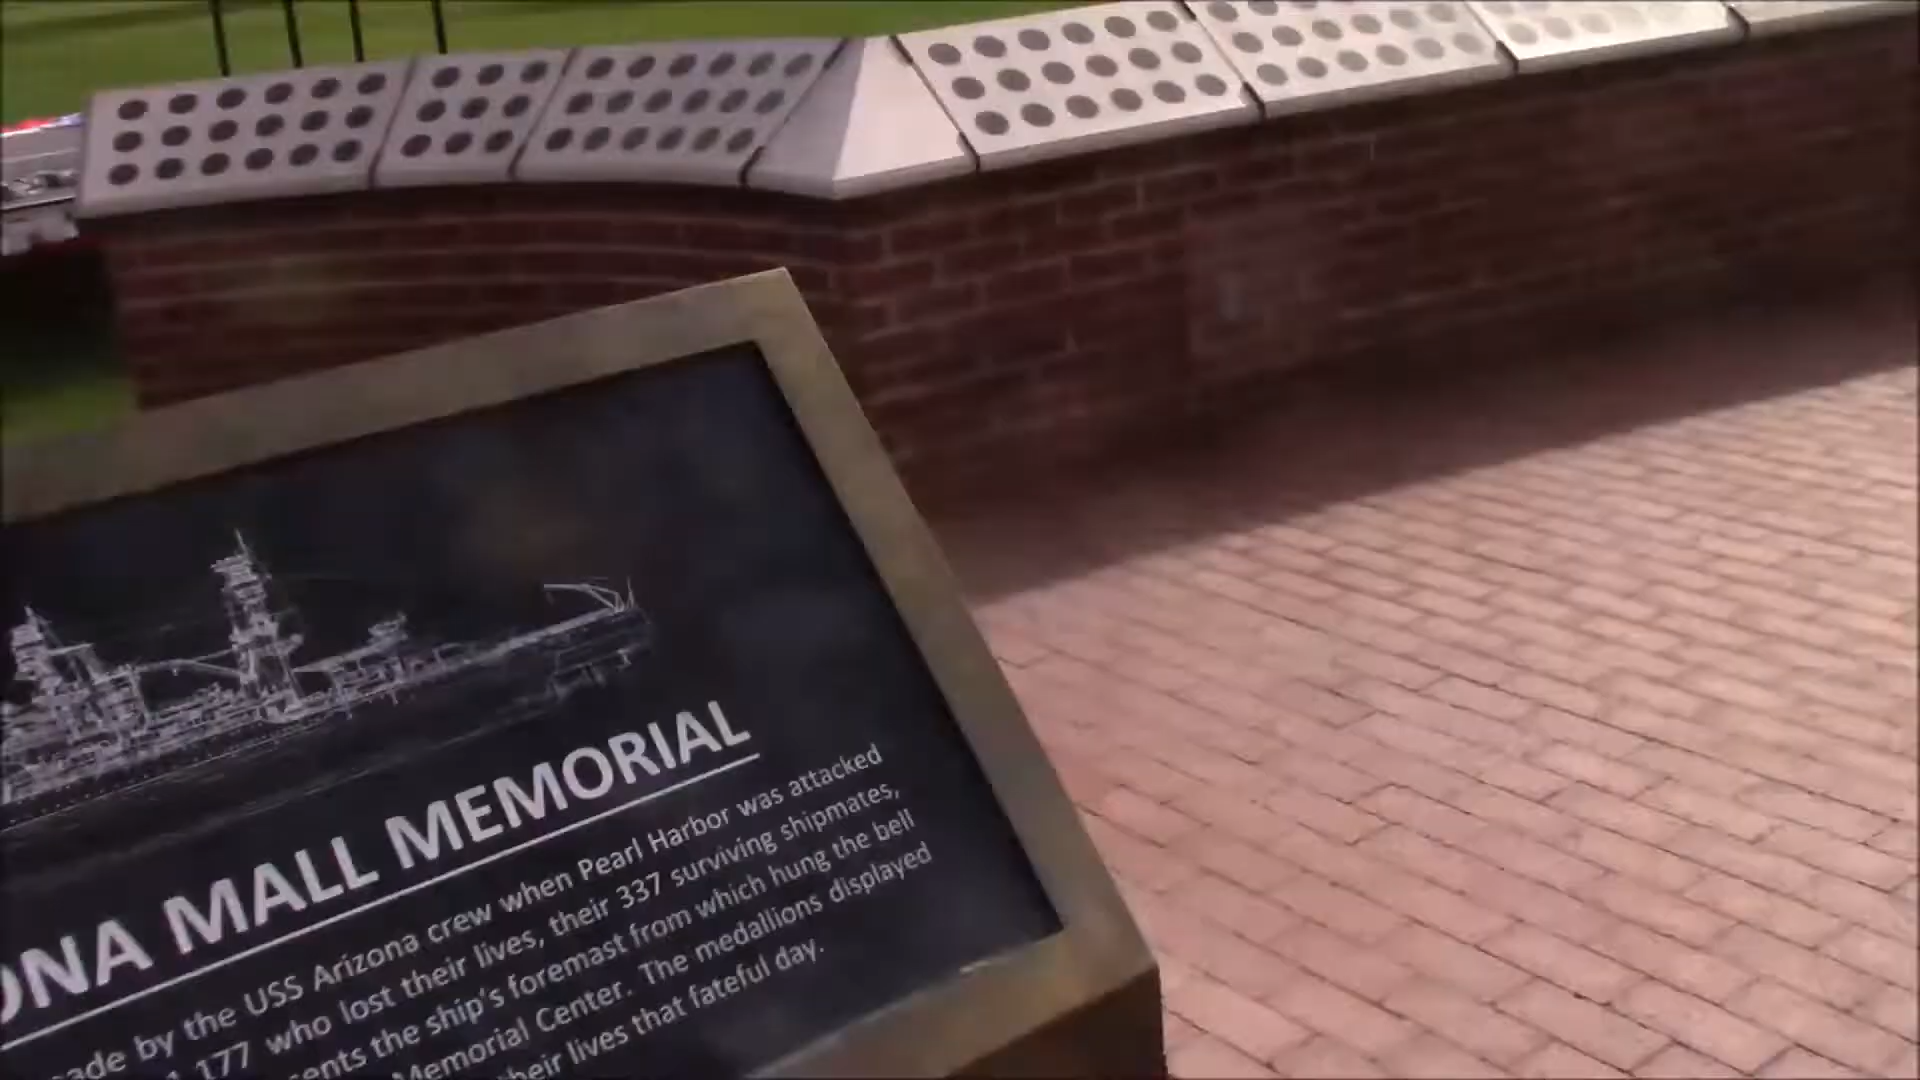 ONA MALL MEMORIAL
ade by the USS Arizona crew when Pearl Harbor was attacked
1,177 who lost their lives, their 337 surviving shipmates,
ents the ship's foremast from which hung the bell
Memorial Center. The medallions displayed
their lives that fateful day.